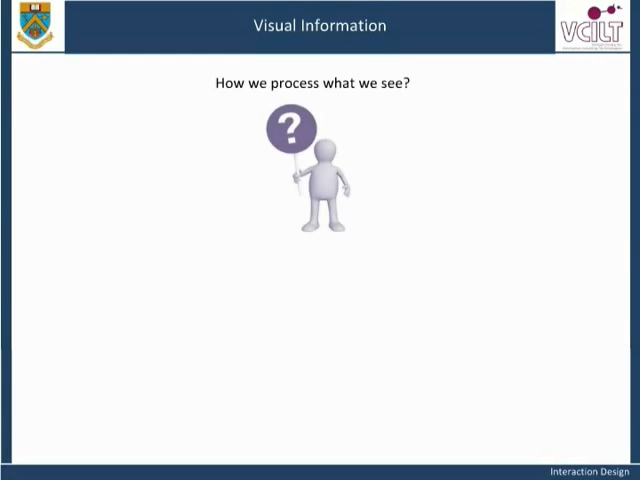 Visual Information
VCILT
How we process what we see?
?
Interaction Design